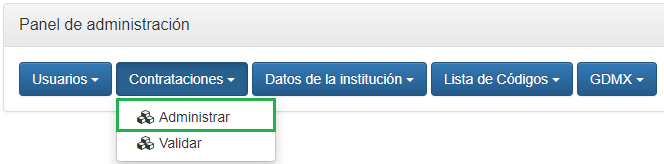 Panel de administración
Usuarios Contrataciones Datos de la institución Lista de Códigos GDMX
Administrar
Validar